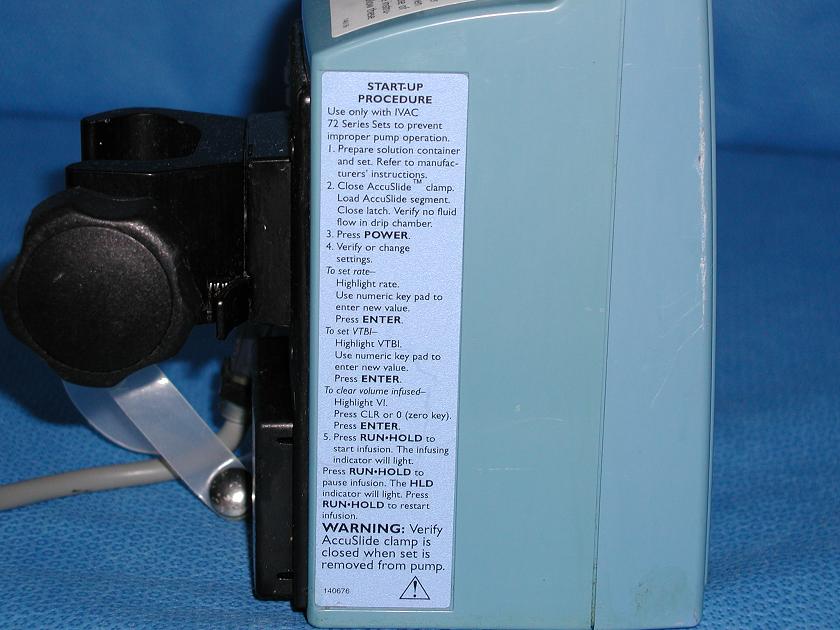 START-UP
PROCEDURE
Use only with IVAC
72 Series Sets to prevent
improper pump operation.
1. Prepare solution container
and set. Refer to manufac-
turers' instructions.
2. Close AccuSlide™ clamp.
Load AccuSlide segment.
Close latch. Verify no fluid
flow in drip chamber.
3. Press POWER.
4. Verify or change
settings.
To set rate–
Highlight rate.
Use numeric key pad to
enter new value.
Press ENTER.
To set VTBI–
Highlight VTBI.
Use numeric key pad to
enter new value.
Press ENTER.
To clear volume infused–
Highlight VI.
Press CLR or 0 (zero key).
Press ENTER.
5. Press RUN•HOLD to
start infusion. The infusing
indicator will light.
Press RUN•HOLD to
pause infusion. The HLD
indicator will light. Press
RUN•HOLD to restart
infusion.
WARNING: Verify
AccuSlide clamp is
closed when set is
removed from pump.
140676